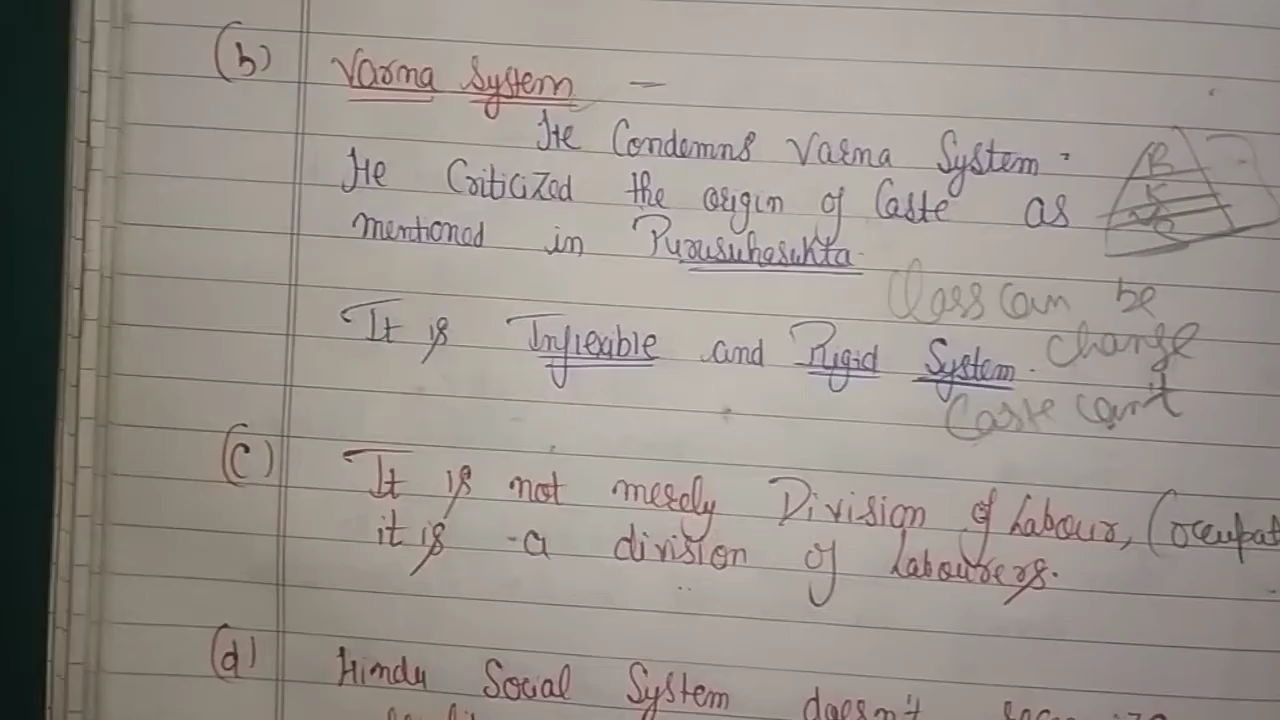 (b) Varna System —
He Condemns Varna System.
He Criticized the origin of Caste as
mentioned in Purusuhasukta.
Class can be
change
It is Inflexible and Rigid System.
Caste can't
(c) It is not merely Division of Labour, (occupat
it is a division of Labourers.
(d) Hindu Social System doesn't